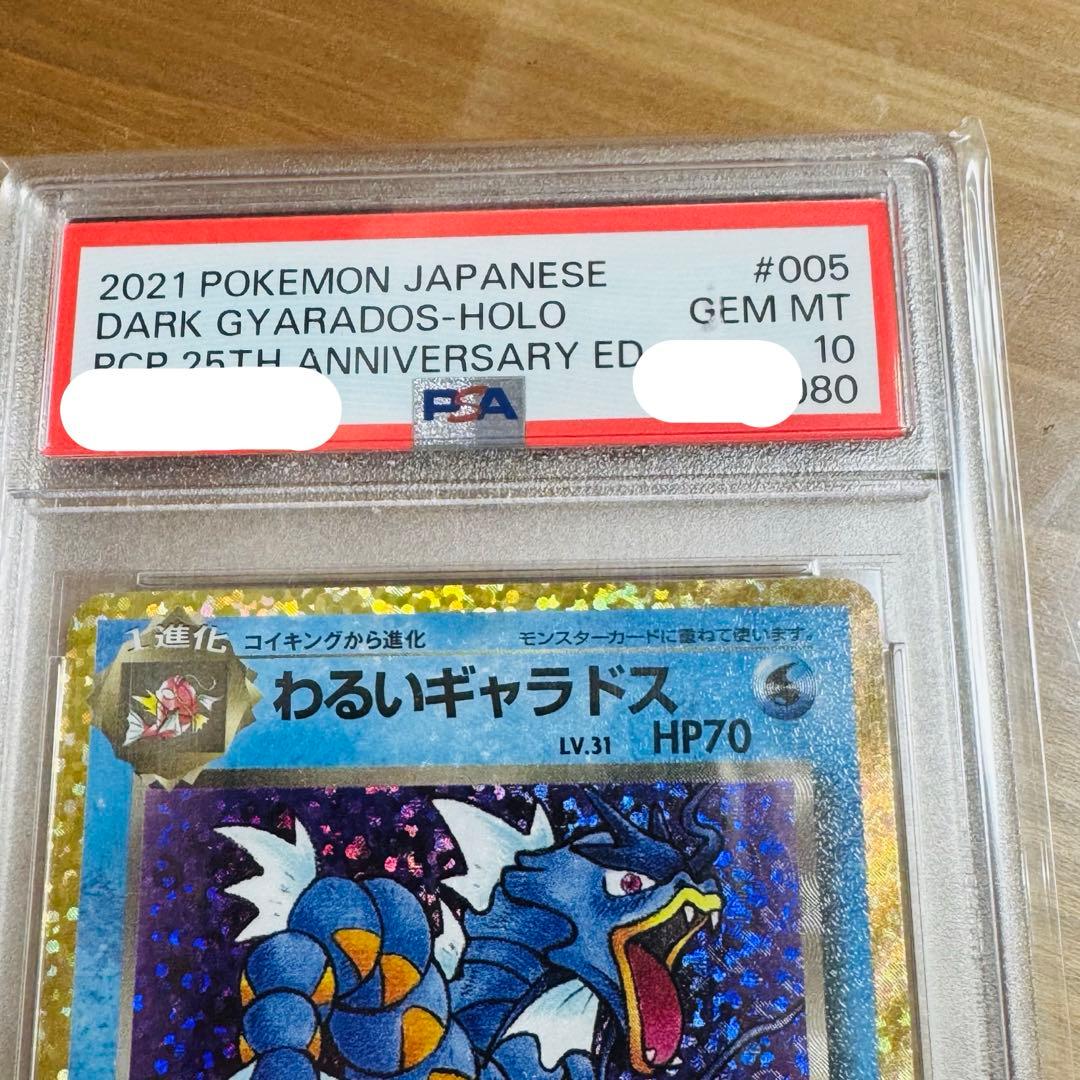 2021 POKEMON JAPANESE #005
DARK GYARADOS-HOLO GEM MT
PCP 25TH ANNIVERSARY ED 10
080
PSA
1進化 コイキングから進化 モンスターカードに重ねて使います。
わるいギャラドス
LV.31 HP70